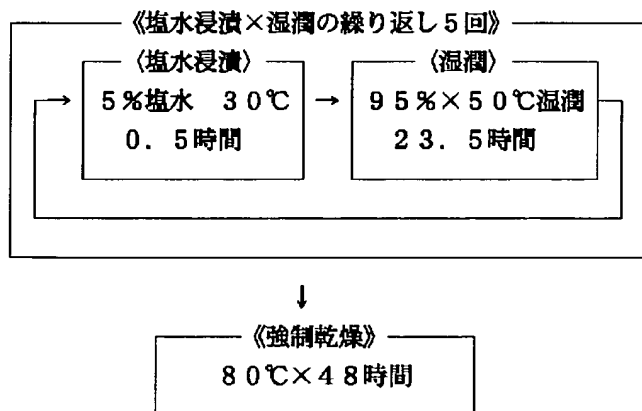 《塩水浸漬×湿潤の繰り返し5回》
〈塩水浸漬〉
〈湿潤〉
→
5%塩水 30℃
0.5時間
→
95%×50℃湿潤
23.5時間
↓
《強制乾燥》
80℃×48時間